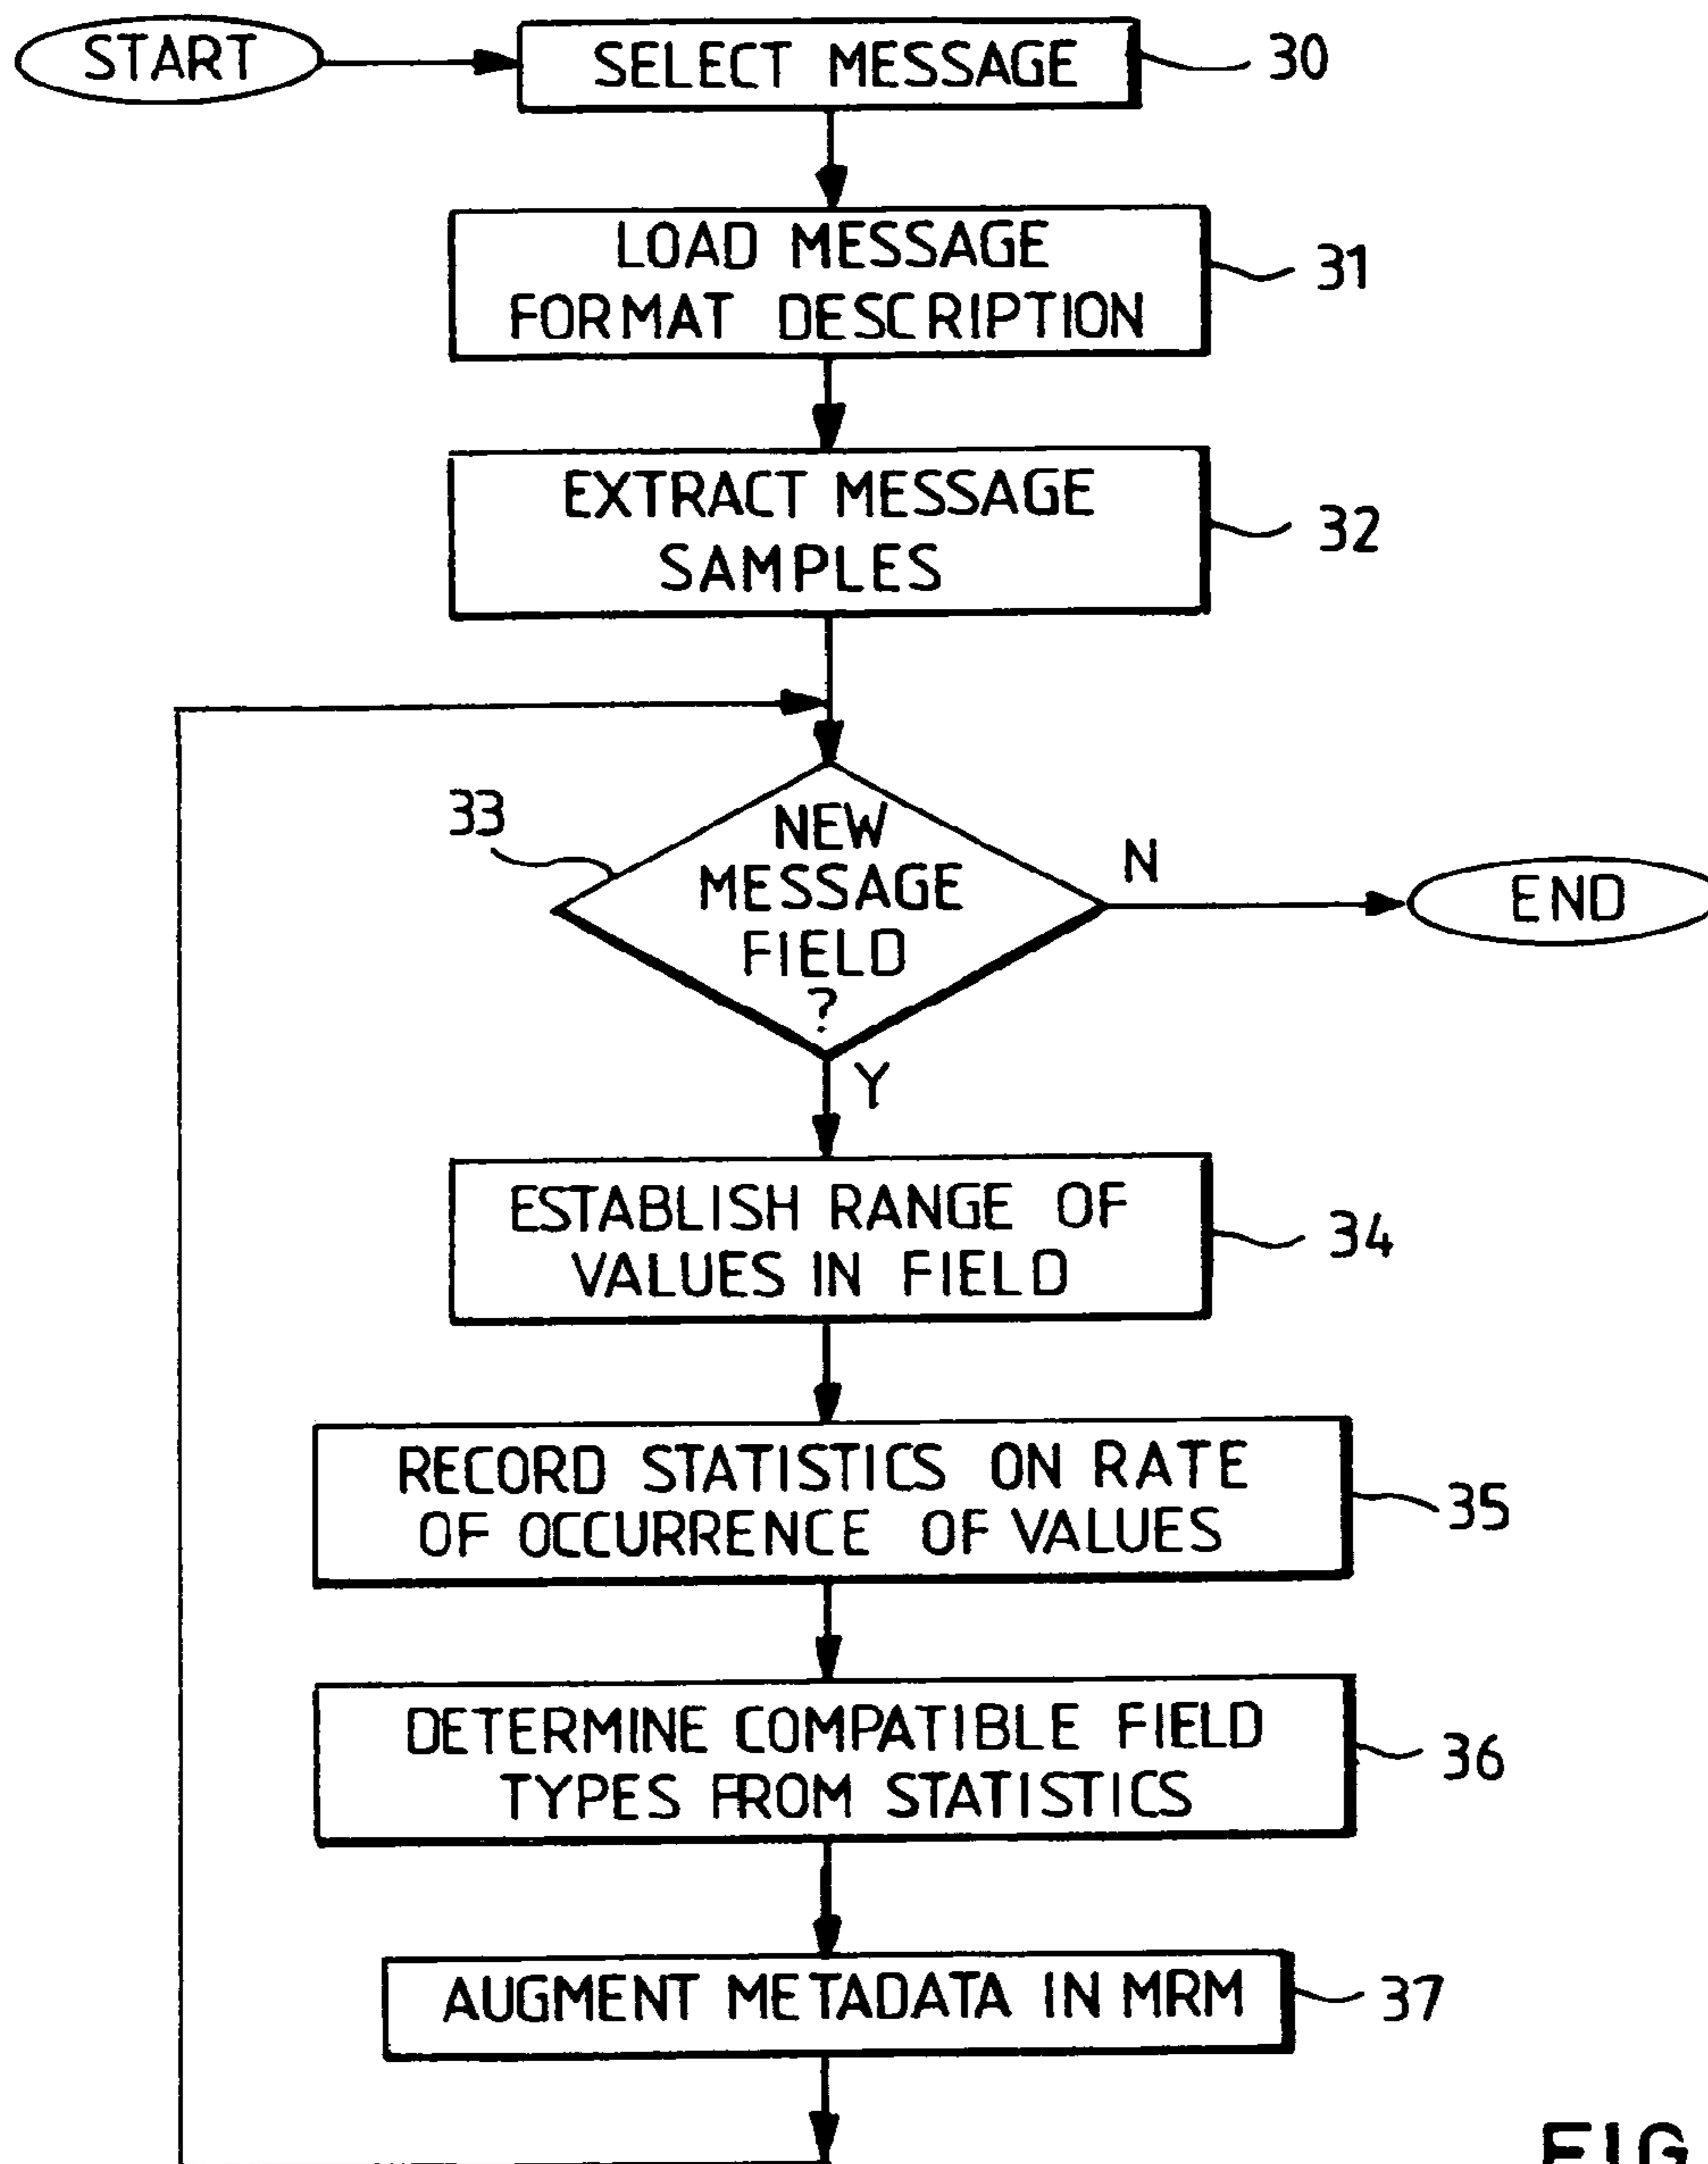 START
SELECT MESSAGE
30
LOAD MESSAGE
FORMAT DESCRIPTION
31
EXTRACT MESSAGE
SAMPLES
32
33
NEW
MESSAGE
FIELD
?
N
END
Y
ESTABLISH RANGE OF
VALUES IN FIELD
34
RECORD STATISTICS ON RATE
OF OCCURRENCE OF VALUES
35
DETERMINE COMPATIBLE FIELD
TYPES FROM STATISTICS
36
AUGMENT METADATA IN MRM
37
FIG